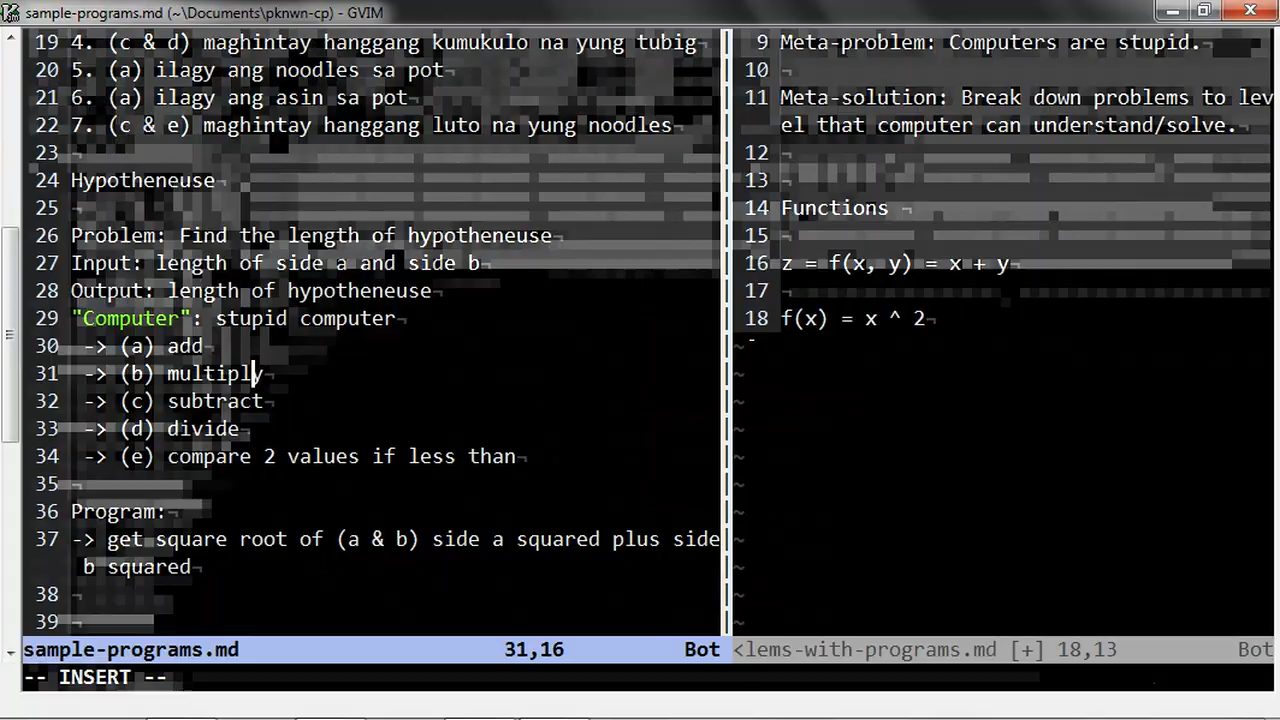 sample-programs.md (~\Documents\pknwn-cp) - GVIM
19 4. (c & d) maghintay hanggang kumukulo na yung tubig
20 5. (a) ilagy ang noodles sa pot
21 6. (a) ilagy ang asin sa pot
22 7. (c & e) maghintay hanggang luto na yung noodles
23
24 Hypotheneuse
25
26 Problem: Find the length of hypotheneuse
27 Input: length of side a and side b
28 Output: length of hypotheneuse
29 "Computer": stupid computer
30 -> (a) add
31 -> (b) multiply
32 -> (c) subtract
33 -> (d) divide
34 -> (e) compare 2 values if less than
35
36 Program:
37 -> get square root of (a & b) side a squared plus side
b squared
38
39
sample-programs.md 31,16 Bot
-- INSERT --
9 Meta-problem: Computers are stupid.
10
11 Meta-solution: Break down problems to lev
el that computer can understand/solve.
12
13
14 Functions
15
16 z = f(x, y) = x + y
17
18 f(x) = x ^ 2
<lems-with-programs.md [+] 18,13 Bot